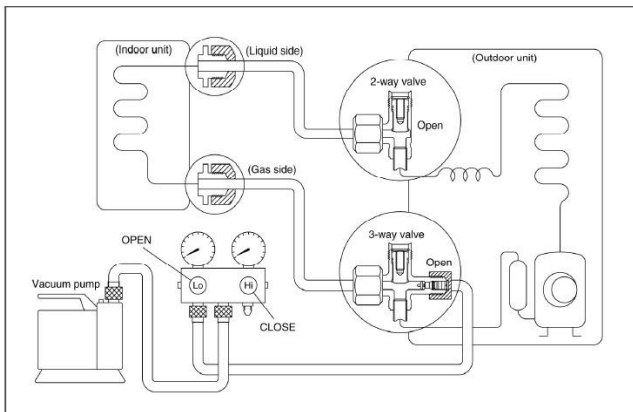 (Indoor unit)
(Liquid side)
(Outdoor unit)
2-way valve
Open
(Gas side)
3-way valve
Open
OPEN
Vacuum pump
Lo
Hi
CLOSE